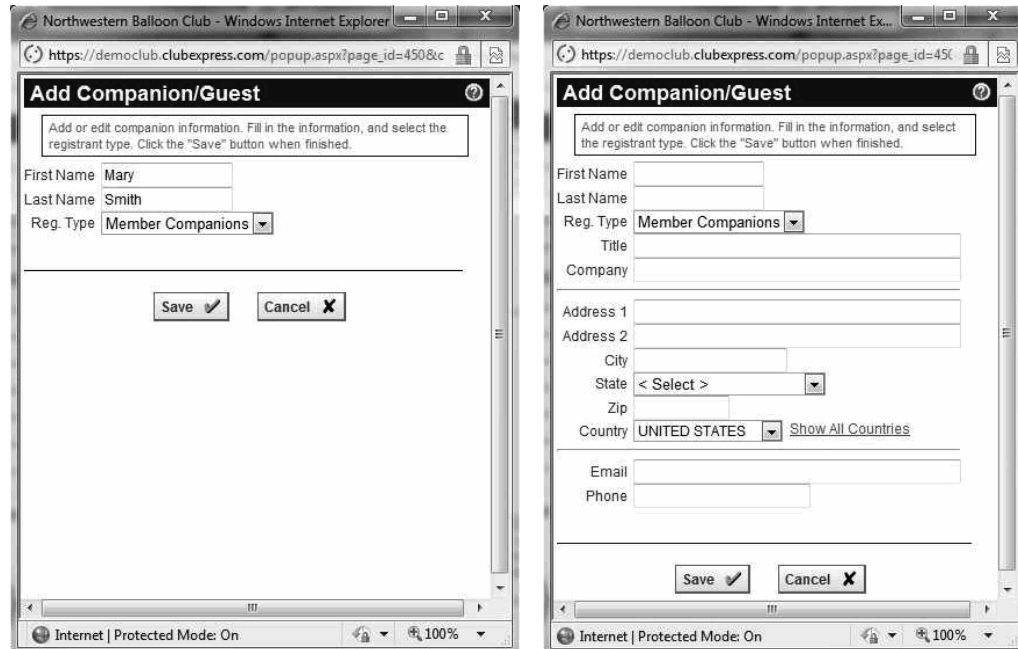 Northwestern Balloon Club - Windows Internet Explorer
https://democlub.clubexpress.com/popup.aspx?page_id=450&c
Add Companion/Guest
Add or edit companion information. Fill in the information, and select the
registrant type. Click the "Save" button when finished.
First Name Mary
Last Name Smith
Reg. Type Member Companions
Save Cancel
Internet | Protected Mode: On 100%
Northwestern Balloon Club - Windows Internet Ex...
https://democlub.clubexpress.com/popup.aspx?page_id=450
Add Companion/Guest
Add or edit companion information. Fill in the information, and select
the registrant type. Click the "Save" button when finished.
First Name
Last Name
Reg. Type Member Companions
Title
Company
Address 1
Address 2
City
State < Select >
Zip
Country UNITED STATES Show All Countries
Email
Phone
Save Cancel
Internet | Protected Mode: On 100%